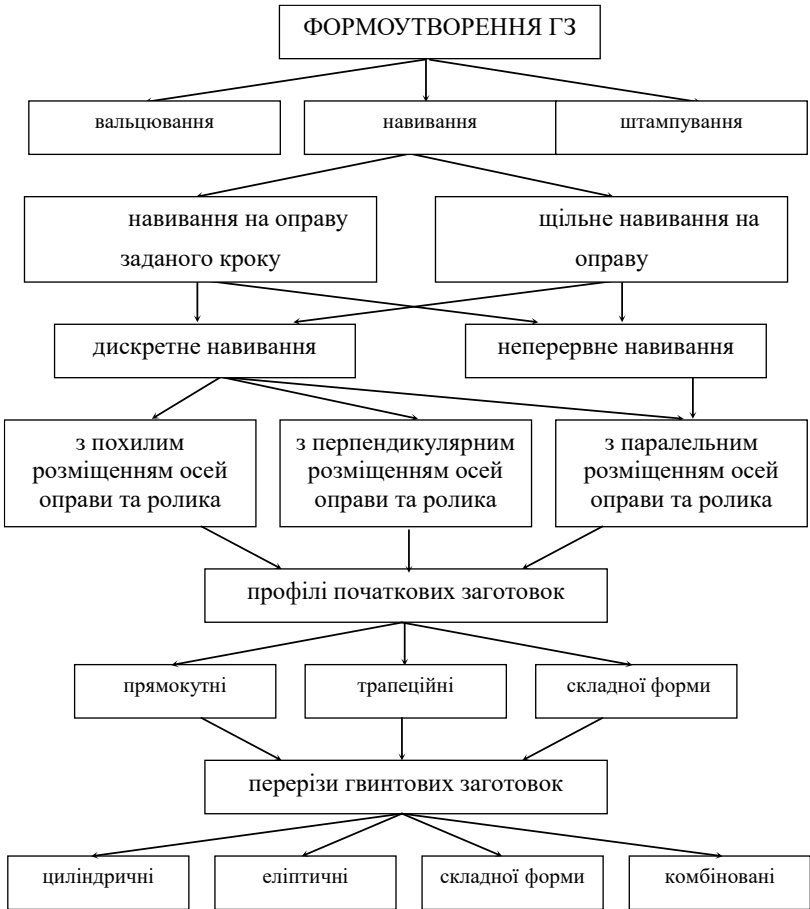 ФОРМОУТВОРЕННЯ ГЗ
вальцювання
навивання
штампування
навивання на оправу
заданого кроку
щільне навивання на
оправу
дискретне навивання
неперервне навивання
з похилим
розміщенням осей
оправи та ролика
з перпендикулярним
розміщенням осей
оправи та ролика
з паралельним
розміщенням осей
оправи та ролика
профілі початкових заготовок
прямокутні
трапеційні
складної форми
перерізи гвинтових заготовок
циліндричні
еліптичні
складної форми
комбіновані